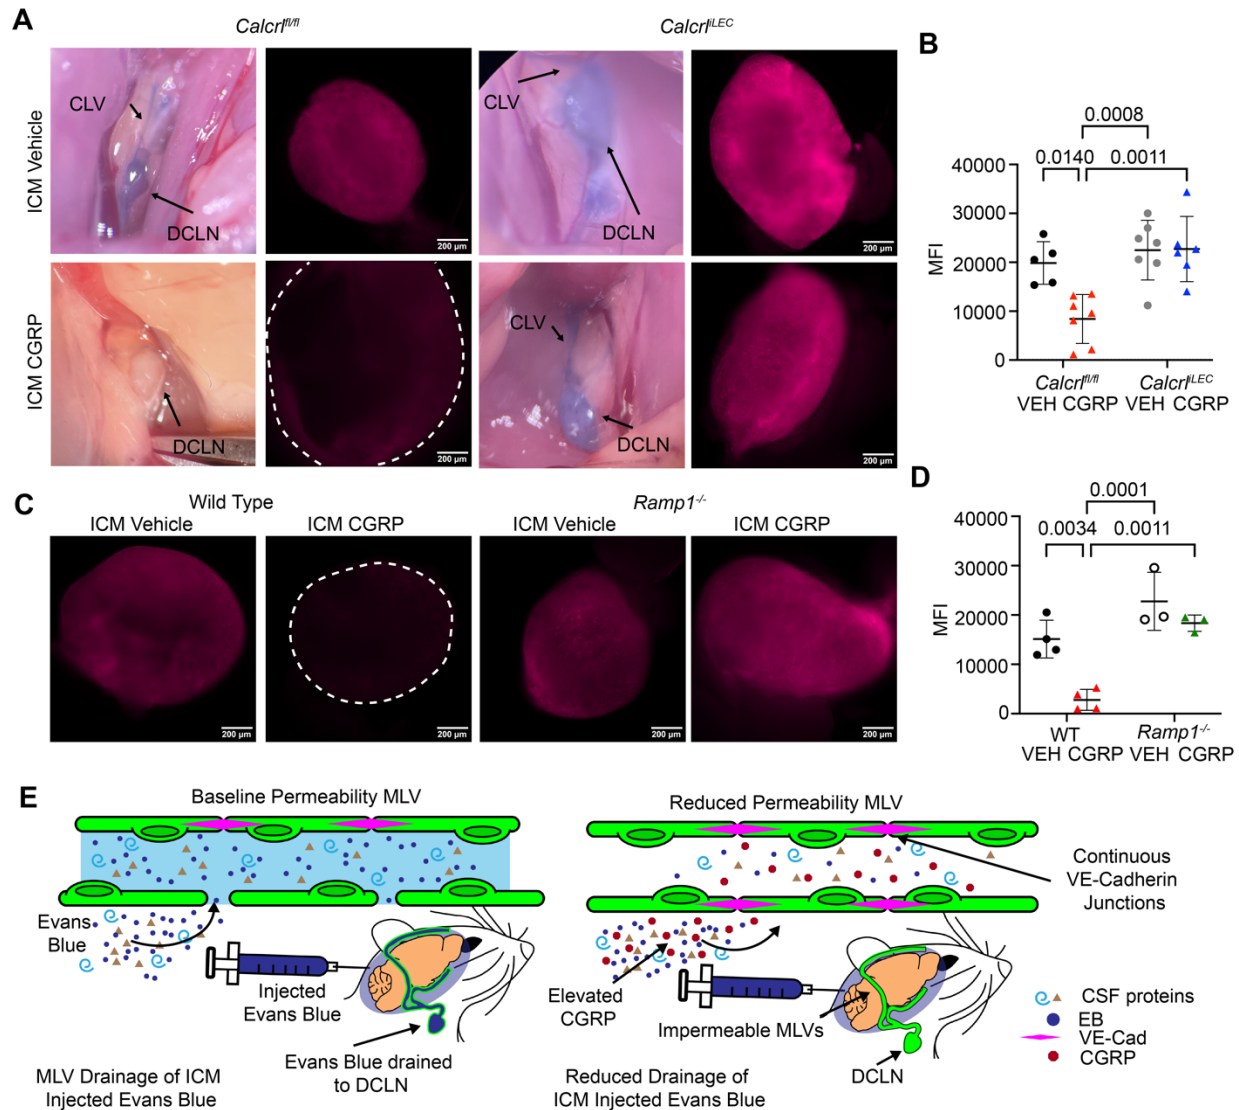 A
Calcrl^fl/fl
Calcrl^iLEC
ICM Vehicle
CLV
DCLN
200 µm
CLV
DCLN
200 µm
ICM CGRP
DCLN
200 µm
CLV
DCLN
200 µm
B
0.0008
0.0140
0.0011
MFI
40000
30000
20000
10000
0
Calcrl^fl/fl
Calcrl^iLEC
VEH CGRP
VEH CGRP
C
Wild Type
Ramp1^-/-
ICM Vehicle
ICM CGRP
ICM Vehicle
ICM CGRP
200 µm
200 µm
200 µm
200 µm
D
0.0001
0.0034
0.0011
MFI
40000
30000
20000
10000
0
WT
Ramp1^-/-
VEH CGRP
VEH CGRP
E
Baseline Permeability MLV
Evans
Blue
Injected
Evans Blue
Evans Blue drained
to DCLN
MLV Drainage of ICM
Injected Evans Blue
Reduced Permability MLV
Continuous
VE-Cadherin
Junctions
Elevated
CGRP
Impermeable MLVs
DCLN
Reduced Drainage of
ICM Injected Evans Blue
CSF proteins
EB
VE-Cad
CGRP